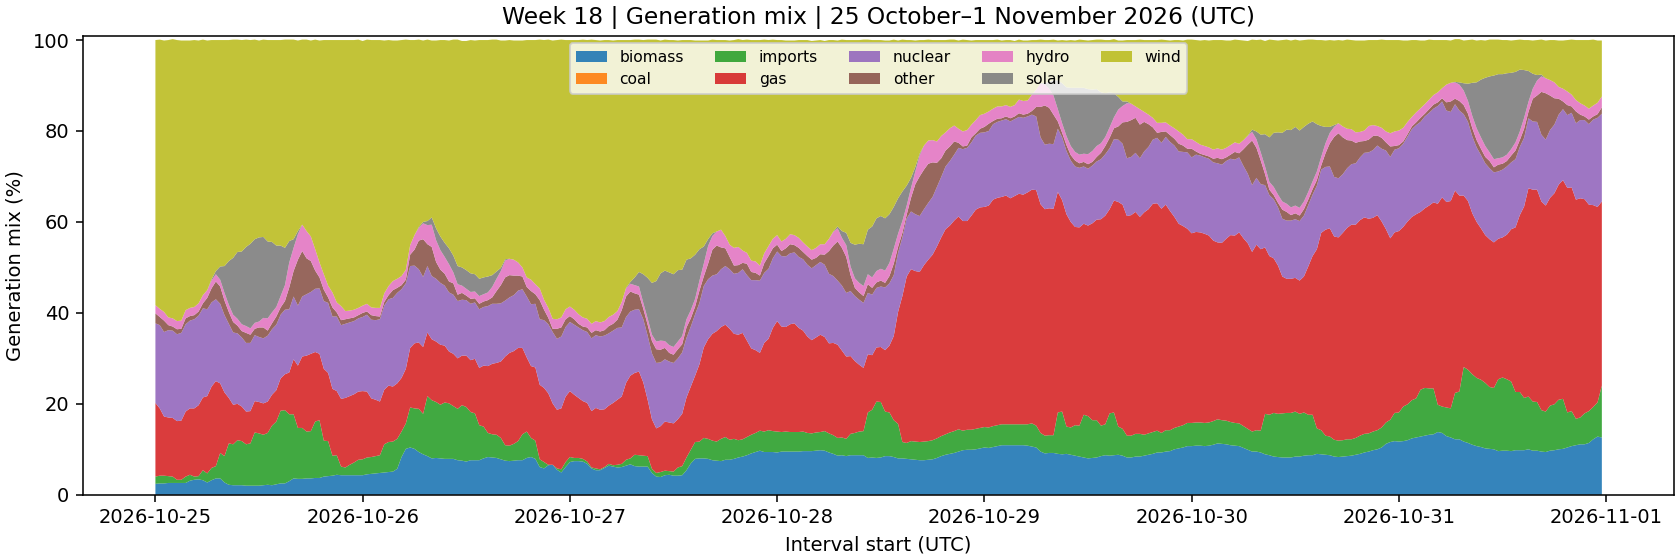 Week 18 | Generation mix | 25 October–1 November 2026 (UTC)
Generation mix (%)
100
80
60
40
20
0
biomass imports nuclear hydro wind
coal gas other solar
2026-10-25 2026-10-26 2026-10-27 2026-10-28 2026-10-29 2026-10-30 2026-10-31 2026-11-01
Interval start (UTC)